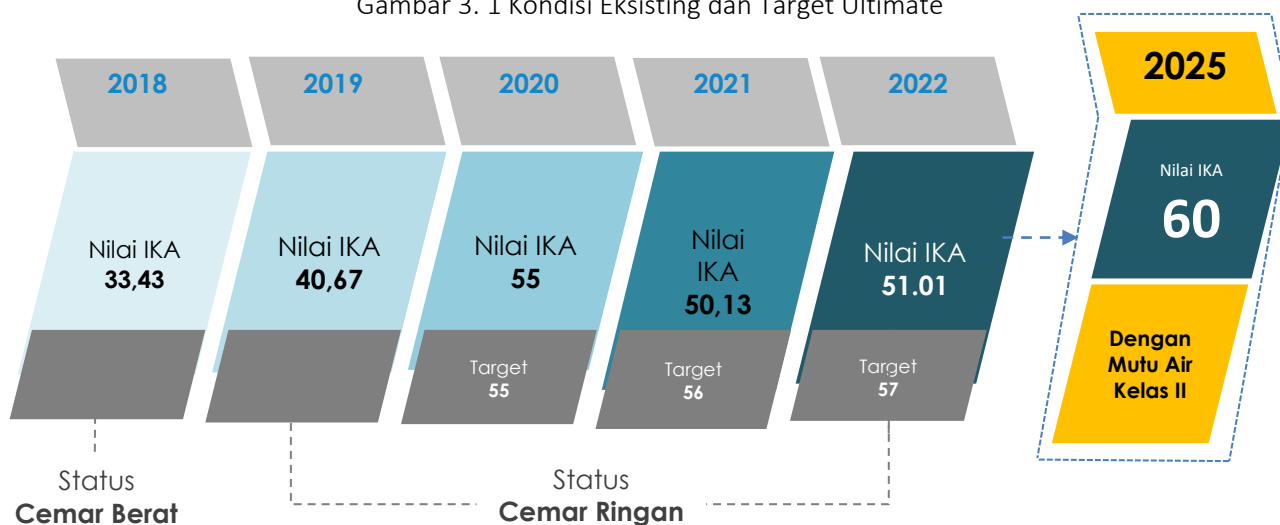 Gambar 3. 1 Kondisi Eksisting dan Target Ultimate
2018
2019
2020
2021
2022
2025
Nilai IKA
33,43
Nilai IKA
40,67
Nilai IKA
55
Nilai
IKA
50,13
Nilai IKA
51.01
Nilai IKA
60
Target
55
Target
56
Target
57
Dengan
Mutu Air
Kelas II
Status
Cemar Berat
Status
Cemar Ringan